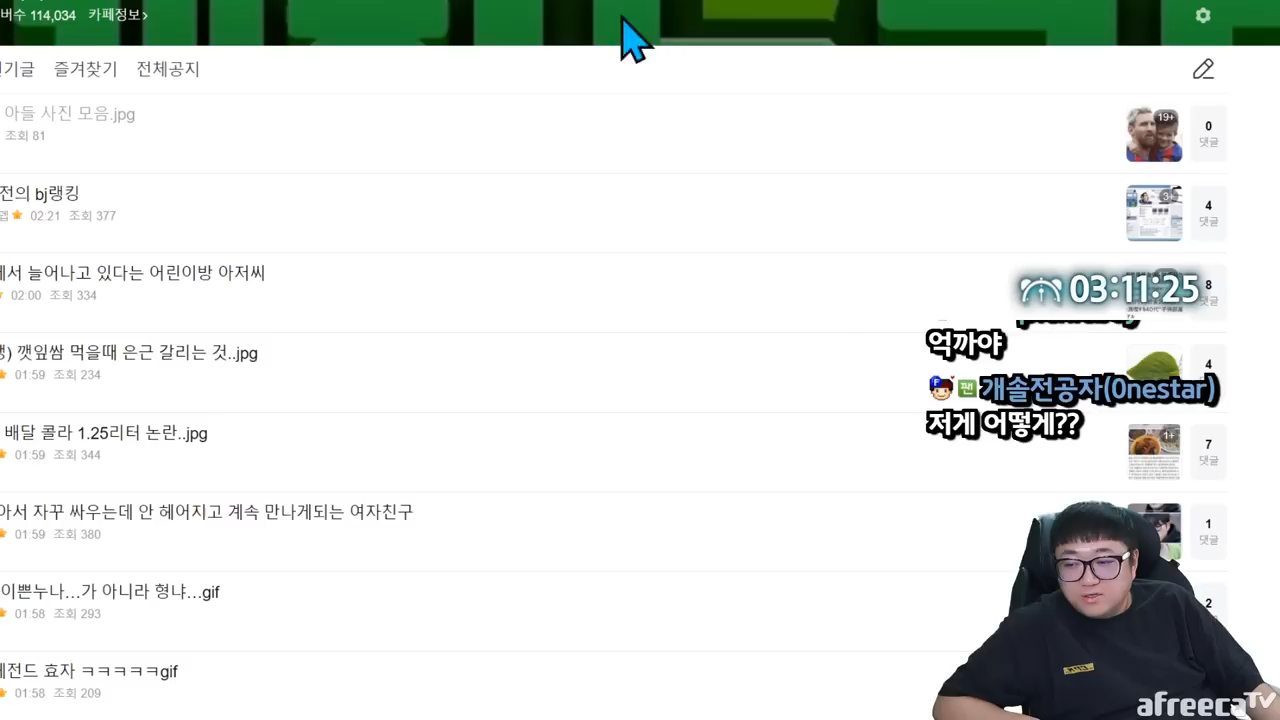 버수 114,034 카페정보
기글 즐겨찾기 전체공지
아들 사진 모음.jpg
조회 81
19+
0
댓글
전의 bj랭킹
02:21 조회 377
3+
4
댓글
에서 늘어나고 있다는 어린이방 아저씨
02:00 조회 334
03:11:25
8
댓글
억까야
깻잎쌈 먹을때 은근 갈리는 것..jpg
01:59 조회 234
4
팬 개솔전공자(0nestar)
저게 어떻게??
배달 콜라 1.25리터 논란..jpg
01:59 조회 344
1+
7
댓글
아서 자꾸 싸우는데 안 헤어지고 계속 만나게되는 여자친구
01:59 조회 380
1
댓글
이쁜누나...가 아니라 형냐...gif
01:58 조회 293
2
전드 효자 ㅋㅋㅋㅋㅋgif
01:58 조회 209
afreecaTV